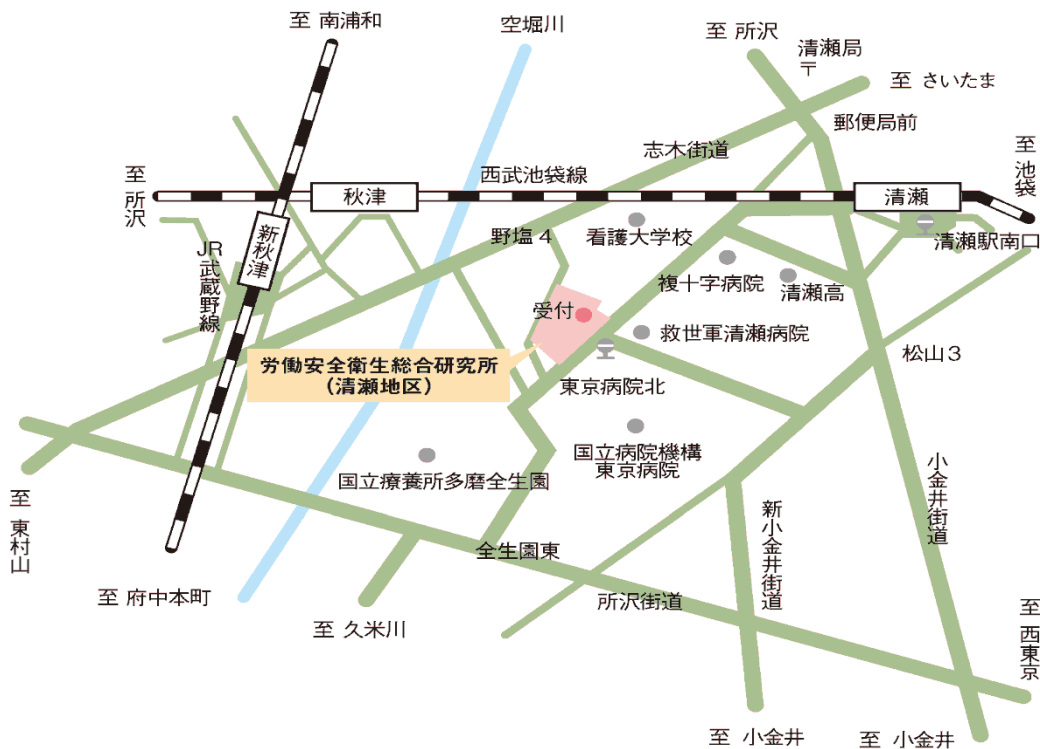 至 南浦和
空堀川
至 所沢
清瀬局
〒
至 さいたま
郵便局前
志木街道
至 池袋
至 所沢
西武池袋線
秋津
清瀬
新秋津
JR武蔵野線
野塩4
看護大学校
清瀬駅南口
複十字病院
清瀬高
受付
救世軍清瀬病院
松山3
労働安全衛生総合研究所
(清瀬地区)
東京病院北
国立病院機構
東京病院
国立療養所多磨全生園
小金井街道
新小金井街道
至 東村山
全生園東
所沢街道
至 府中本町
至 久米川
至 西東京
至 小金井
至 小金井